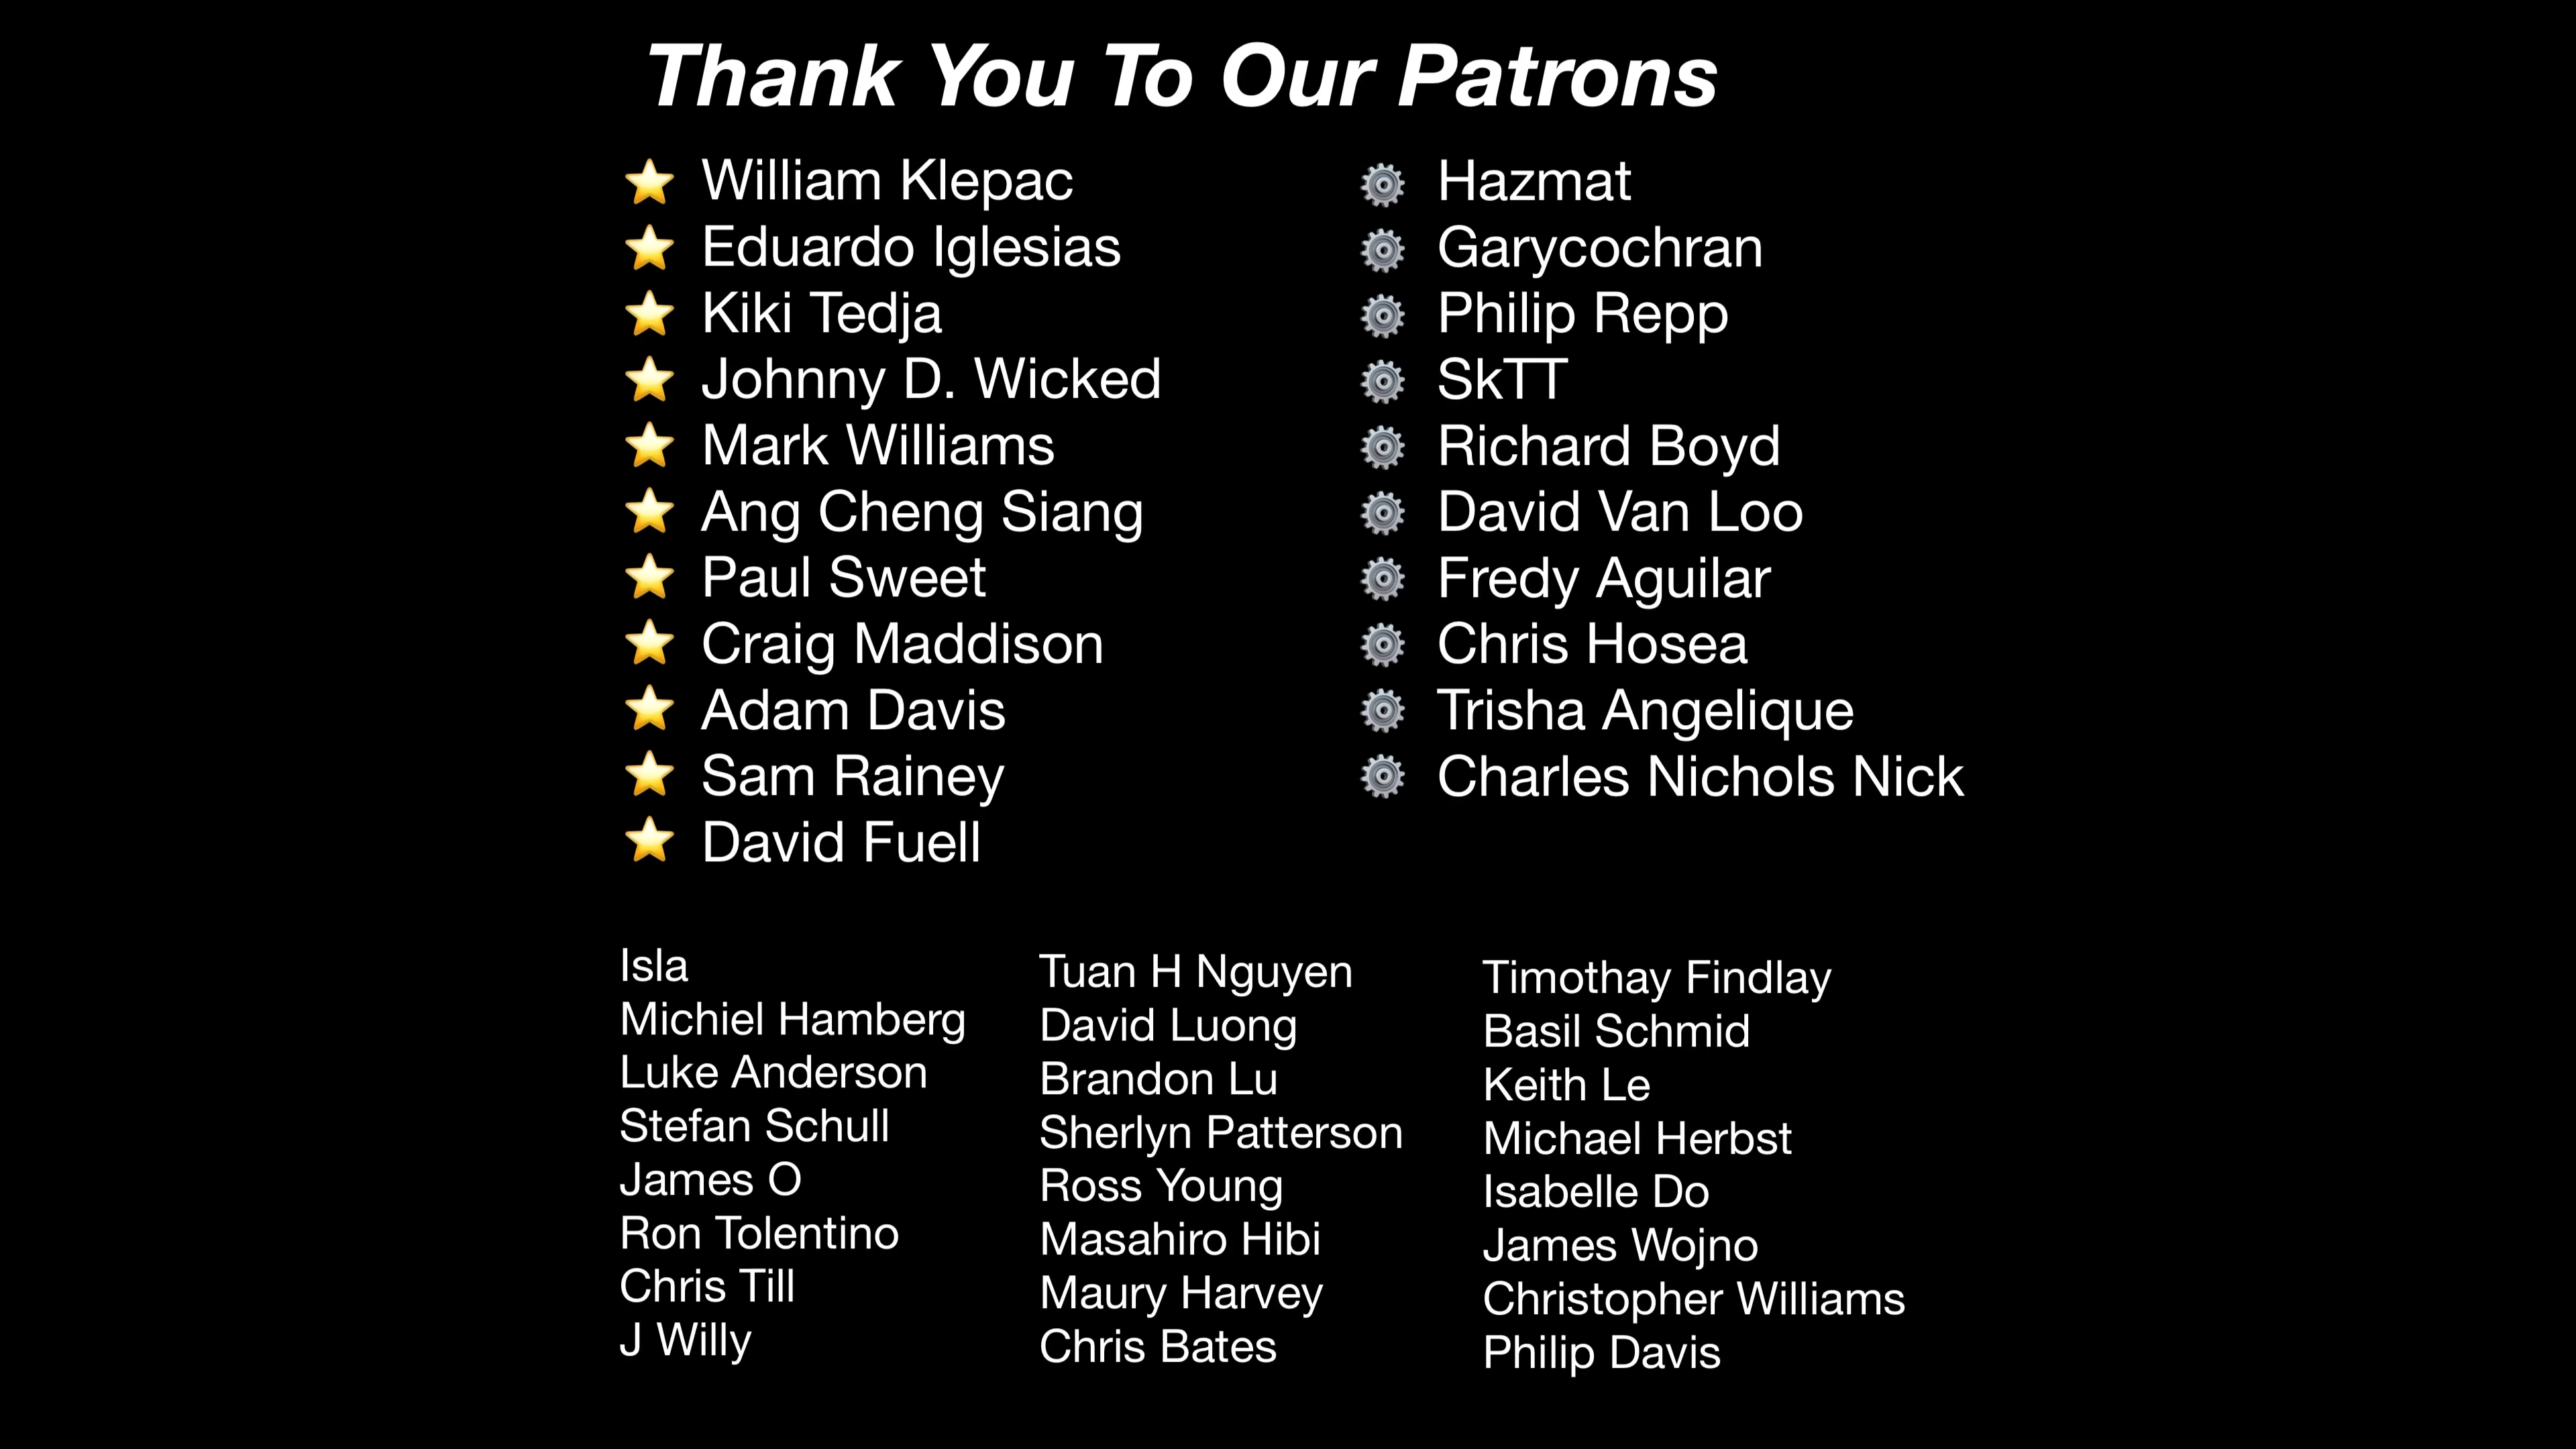 Thank You To Our Patrons
William Klepac
Eduardo Iglesias
Kiki Tedja
Johnny D. Wicked
Mark Williams
Ang Cheng Siang
Paul Sweet
Craig Maddison
Adam Davis
Sam Rainey
David Fuell
Hazmat
Garycochran
Philip Repp
SkTT
Richard Boyd
David Van Loo
Fredy Aguilar
Chris Hosea
Trisha Angelique
Charles Nichols Nick
Isla
Michiel Hamberg
Luke Anderson
Stefan Schull
James O
Ron Tolentino
Chris Till
J Willy
Tuan H Nguyen
David Luong
Brandon Lu
Sherlyn Patterson
Ross Young
Masahiro Hibi
Maury Harvey
Chris Bates
Timothay Findlay
Basil Schmid
Keith Le
Michael Herbst
Isabelle Do
James Wojno
Christopher Williams
Philip Davis